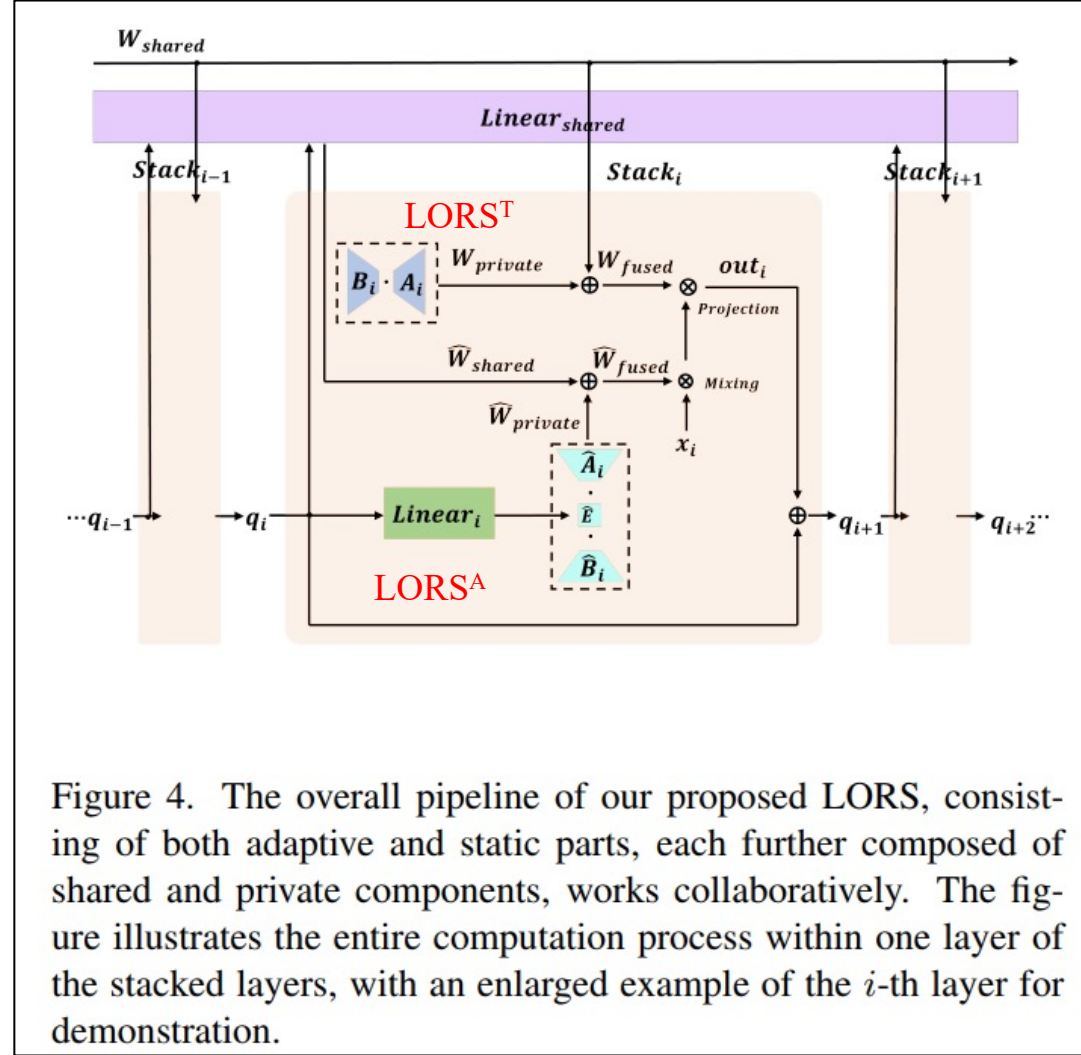 W_shared
Linear_shared
Stack_{i−1}
Stack_i
Stack_{i+1}
LORS^T
B_i · A_i
W_private
⊕
W_fused
⊗
out_i
Projection
Ŵ_shared
⊕
Ŵ_fused
⊗
Mixing
Ŵ_private
x_i
Â_i
·
Ê
·
B̂_i
···q_{i−1}
q_i
Linear_i
⊕
q_{i+1}
q_{i+2}···
LORS^A
Figure 4. The overall pipeline of our proposed LORS, consist-
ing of both adaptive and static parts, each further composed of
shared and private components, works collaboratively. The fig-
ure illustrates the entire computation process within one layer of
the stacked layers, with an enlarged example of the i-th layer for
demonstration.